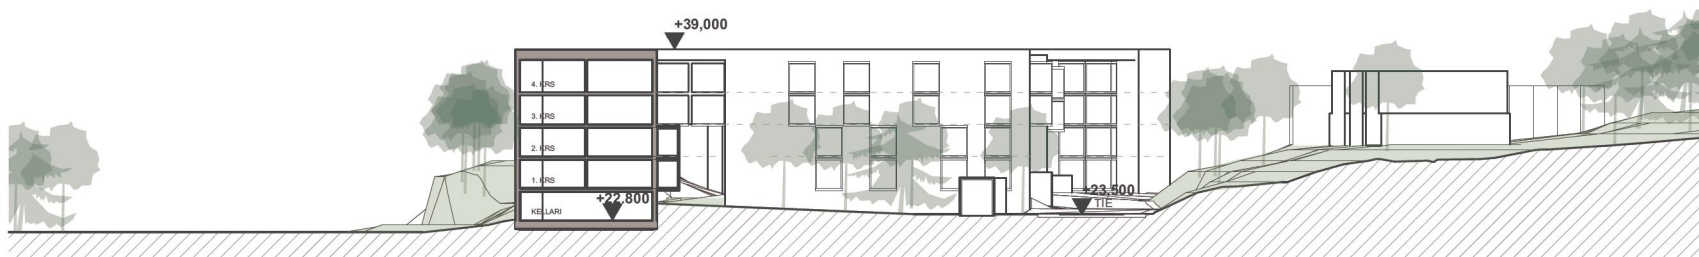 +39,000
4. KRS
3. KRS
2. KRS
1. KRS
+22,800
KELLARI
+23,500
TIE